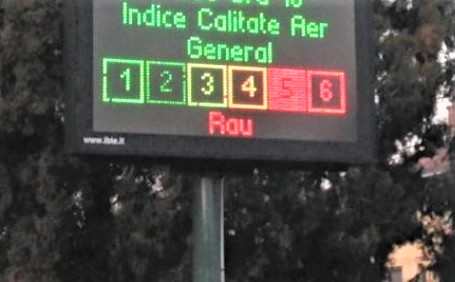 Indice Calitate Aer
General
1 2 3 4 5 6
Rau
www.ible.it